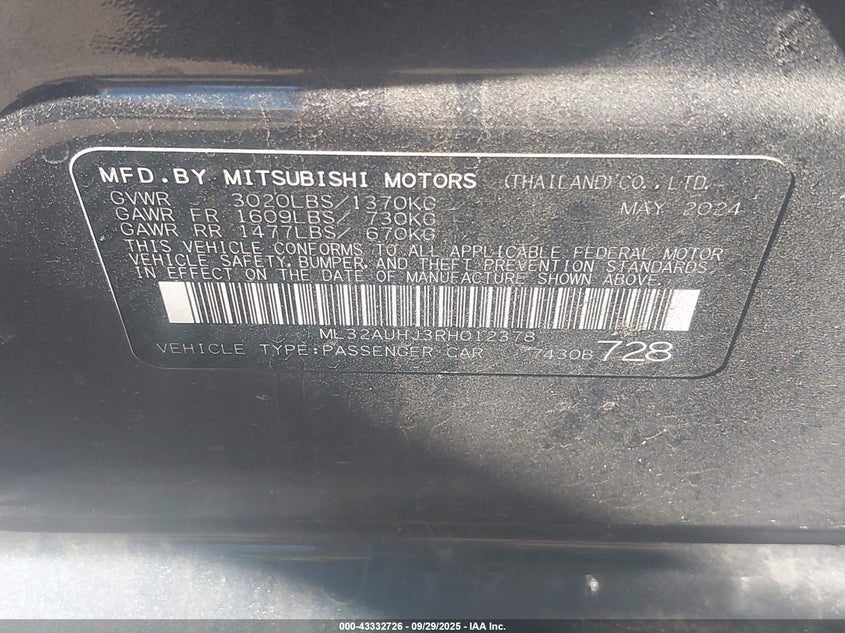 MFD.BY MITSUBISHI MOTORS (THAILAND) CO.,LTD.
GVWR 3020LBS/1370KG MAY 2024
GAWR FR 1609LBS/ 730KG
GAWR RR 1477LBS/ 670KG
THIS VEHICLE CONFORMS TO ALL APPLICABLE FEDERAL MOTOR
VEHICLE SAFETY, BUMPER, AND THEFT PREVENTION STANDARDS
IN EFFECT ON THE DATE OF MANUFACTURE SHOWN ABOVE.
ML32AUHJ3RH012378
VEHICLE TYPE:PASSENGER CAR 7430B 728
000-43332726 - 09/29/2025 - IAA Inc.